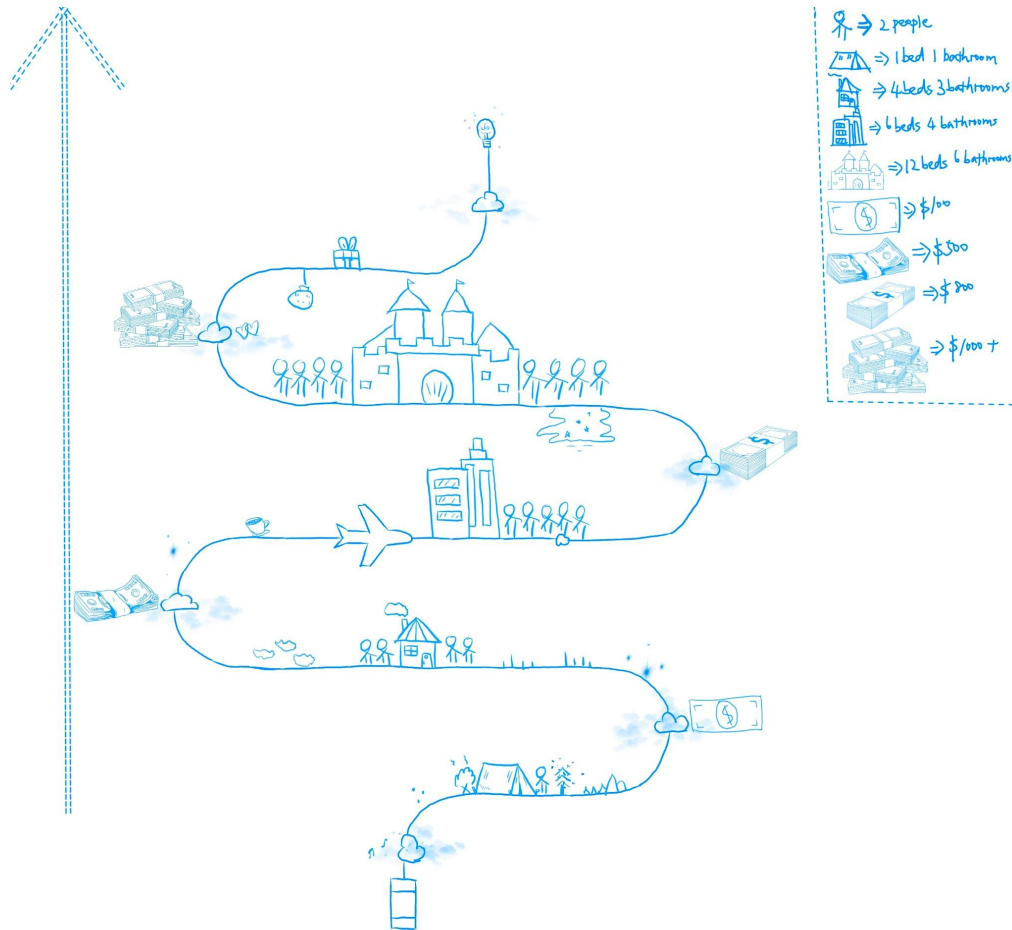 ⇒ 2 people
⇒ 1 bed 1 bathroom
⇒ 4 beds 3 bathrooms
⇒ 6 beds 4 bathrooms
⇒ 12 beds 6 bathrooms
$ ⇒ $100
⇒ $500
$ ⇒ $800
⇒ $1000 +
$
$